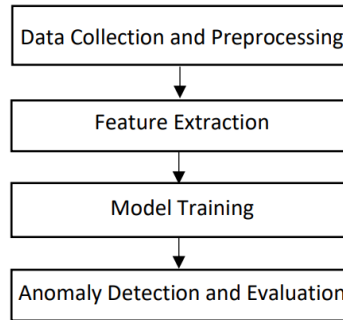 Data Collection and Preprocessing
Feature Extraction
Model Training
Anomaly Detection and Evaluation